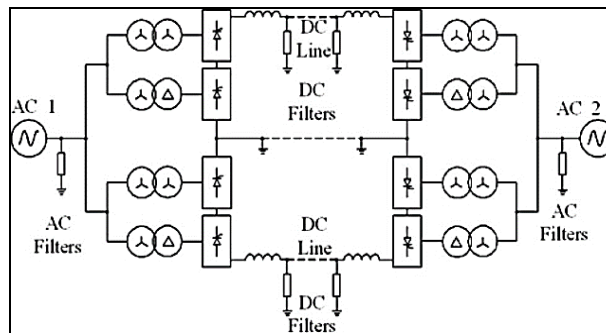 DC
Line
DC
Filters
AC 1
AC 2
AC
Filters
AC
Filters
DC
Line
DC
Filters